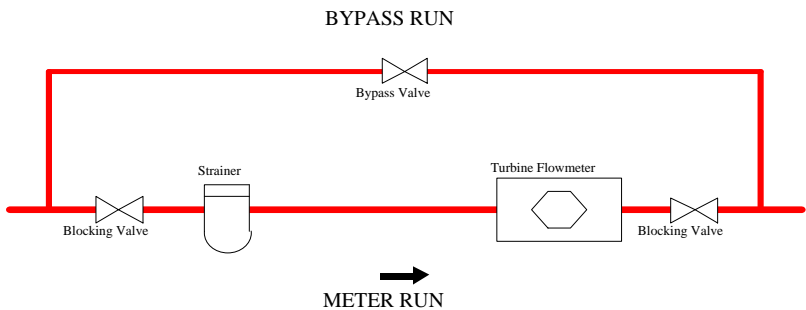 BYPASS RUN
Bypass Valve
Strainer
Turbine Flowmeter
Blocking Valve
Blocking Valve
METER RUN